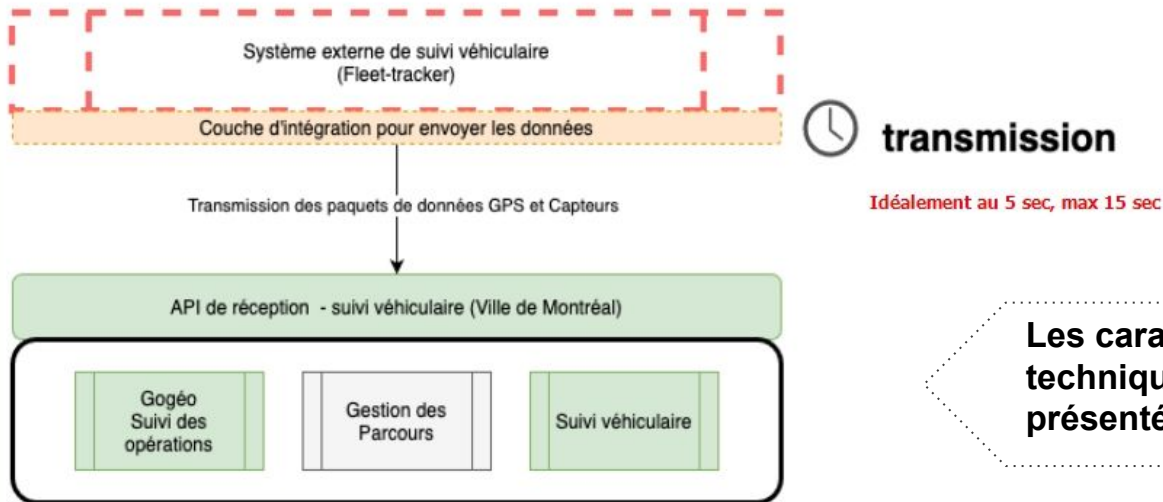 Système externe de suivi véhiculaire
(Fleet-tracker)
Couche d'intégration pour envoyer les données
transmission
Transmission des paquets de données GPS et Capteurs
Idéalement au 5 sec, max 15 sec
API de réception - suivi véhiculaire (Ville de Montréal)
Les cara
techniqu
présenté
Gogéo
Suivi des
opérations
Gestion des
Parcours
Suivi véhiculaire